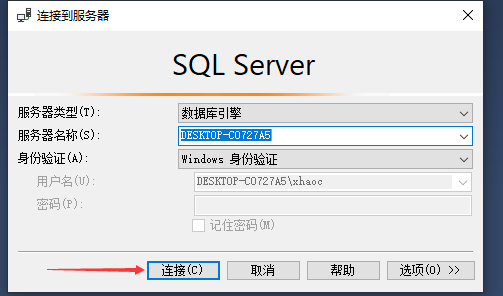 连接到服务器
SQL Server
服务器类型(T): 数据库引擎
服务器名称(S): DESKTOP-CO727A5
身份验证(A): Windows 身份验证
用户名(U): DESKTOP-CO727A5\xhaoc
密码(P):
记住密码(M)
连接(C) 取消 帮助 选项(O) >>